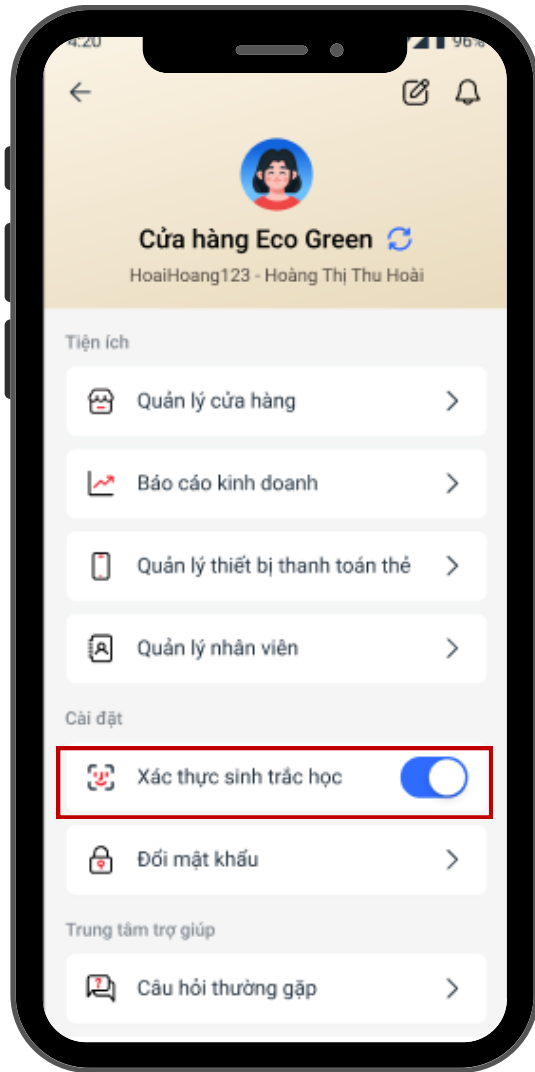 4:20 96%
Cửa hàng Eco Green
HoaiHoang123 - Hoàng Thị Thu Hoài
Tiện ích
Quản lý cửa hàng
Báo cáo kinh doanh
Quản lý thiết bị thanh toán thẻ
Quản lý nhân viên
Cài đặt
Xác thực sinh trắc học
Đổi mật khẩu
Trung tâm trợ giúp
Câu hỏi thường gặp